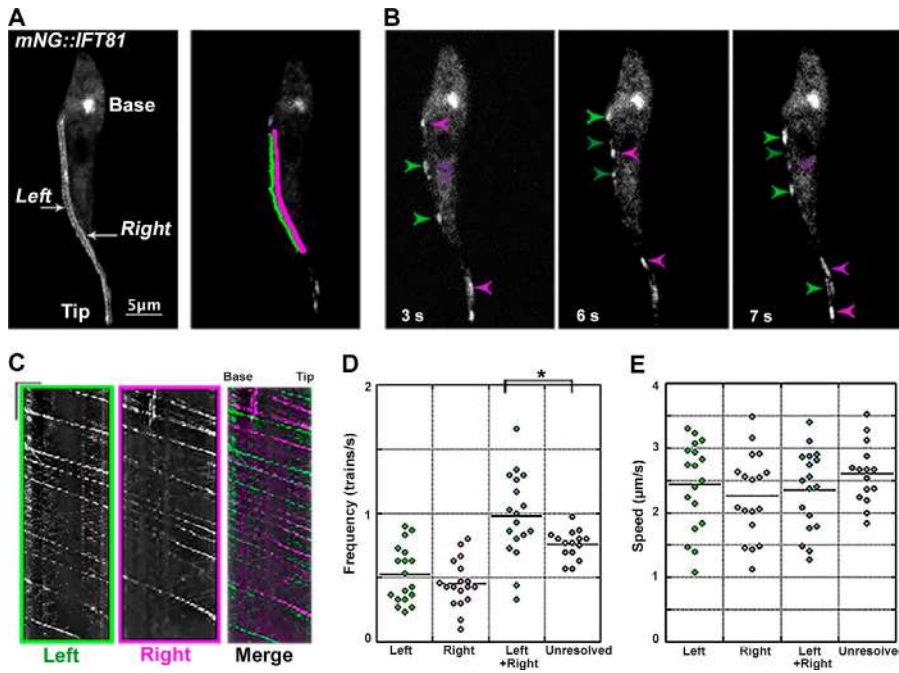 A
mNG::IFT81
Base
Left
Right
Tip
5µm
B
3 s
6 s
7 s
C
Base
Tip
Left
Right
Merge
D
Frequency (trains/s)
2
1
0
*
Left
Right
Left
+Right
Unresolved
E
Speed (µm/s)
4
3
2
1
0
Left
Right
Left
+Right
Unresolved